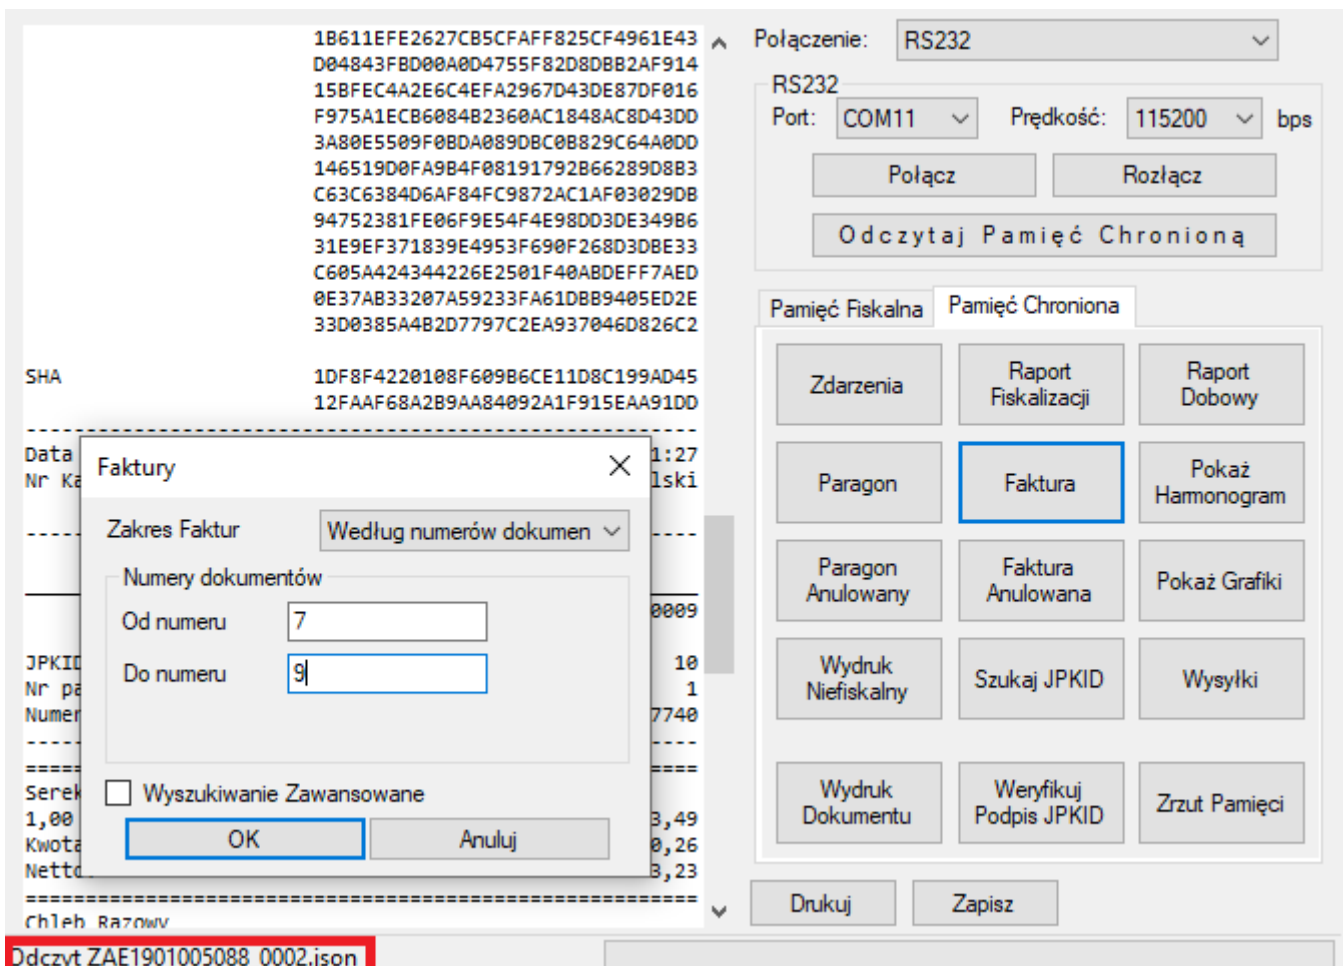 1B611EFE2627CB5CFAFF825CF4961E43
D04843FBD00A0D4755F82D8DBB2AF914
15BFEC4A2E6C4EFA2967D43DE87DF016
F975A1ECB6084B2360AC1848AC8D43DD
3A80E5509F0BDA089DBC0B829C64A0DD
146519D0FA9B4F08191792B66289D8B3
C63C6384D6AF84FC9872AC1AF03029DB
94752381FE06F9E54F4E98DD3DE349B6
31E9EF371839E4953F690F268D3DBE33
C605A424344226E2501F40ABDEFF7AED
0E37AB33207A59233FA61DBB9405ED2E
33D0385A4B2D7797C2EA937046D826C2
SHA 1DF8F4220108F609B6CE11D8C199AD45
12FAAF68A2B9AA84092A1F915EAA91DD
Data 1:27
Nr Ka lski
0009
JPKID 10
Nr pa 1
Numer 7740
Serek
1,00 3,49
Kwota 0,26
Netto 3,23
Chleb Razowy
Faktury
Zakres Faktur Według numerów dokumen
Numery dokumentów
Od numeru 7
Do numeru 9
Wyszukiwanie Zawansowane
OK Anuluj
Odczyt ZAE1901005088_0002.json
Połączenie: RS232
RS232
Port: COM11 Prędkość: 115200 bps
Połącz Rozłącz
Odczytaj Pamięć Chronioną
Pamięć Fiskalna Pamięć Chroniona
Zdarzenia
Raport
Fiskalizacji
Raport
Dobowy
Paragon
Faktura
Pokaż
Harmonogram
Paragon
Anulowany
Faktura
Anulowana
Pokaż Grafiki
Wydruk
Niefiskalny
Szukaj JPKID
Wysyłki
Wydruk
Dokumentu
Weryfikuj
Podpis JPKID
Zrzut Pamięci
Drukuj Zapisz